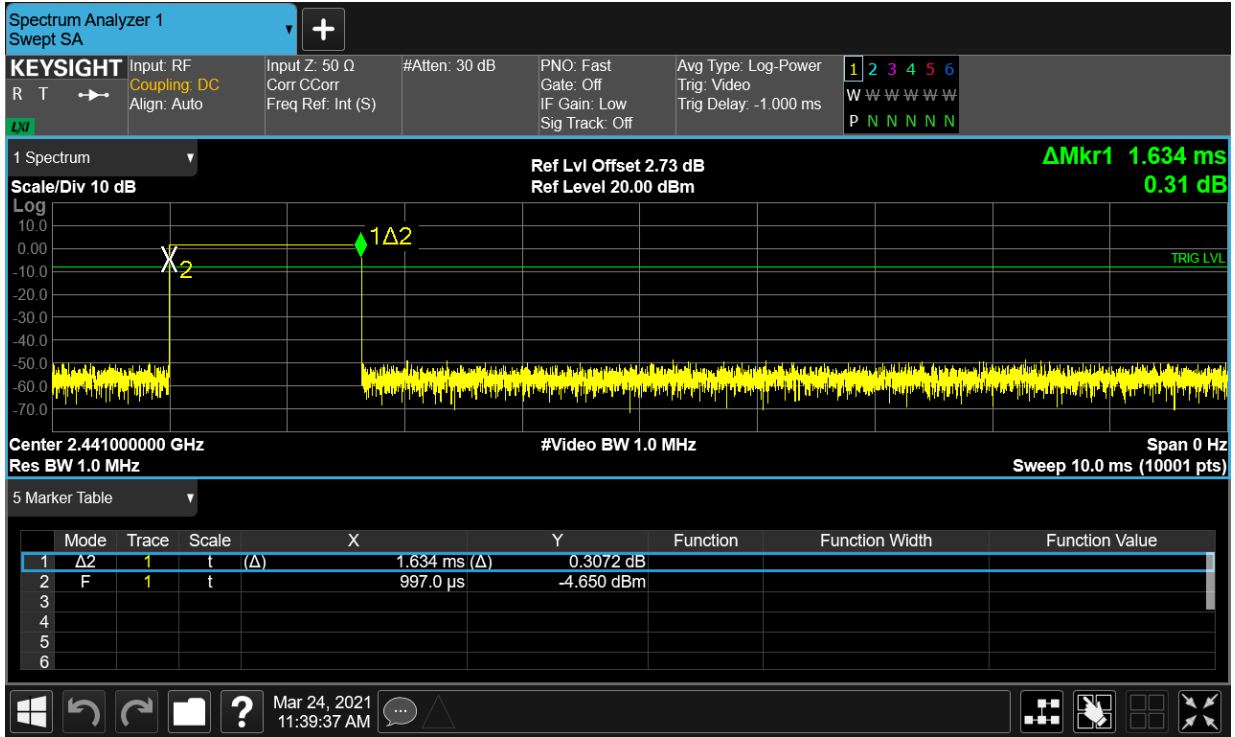 Spectrum Analyzer 1
Swept SA
+
KEYSIGHT
R T
LXI
Input: RF
Coupling: DC
Align: Auto
Input Z: 50 Ω
Corr CCorr
Freq Ref: Int (S)
#Atten: 30 dB
PNO: Fast
Gate: Off
IF Gain: Low
Sig Track: Off
Avg Type: Log-Power
Trig: Video
Trig Delay: -1.000 ms
1 2 3 4 5 6
W W W W W W
P N N N N N
1 Spectrum
Scale/Div 10 dB
Ref Lvl Offset 2.73 dB
Ref Level 20.00 dBm
ΔMkr1 1.634 ms
0.31 dB
Log
10.0
0.00
-10.0
-20.0
-30.0
-40.0
-50.0
-60.0
-70.0
1Δ2
X2
TRIG LVL
Center 2.441000000 GHz
#Video BW 1.0 MHz
Span 0 Hz
Res BW 1.0 MHz
Sweep 10.0 ms (10001 pts)
5 Marker Table
Mode Trace Scale X Y Function Function Width Function Value
1 Δ2 1 t (Δ) 1.634 ms (Δ) 0.3072 dB
2 F 1 t 997.0 µs -4.650 dBm
3
4
5
6
?
Mar 24, 2021
11:39:37 AM